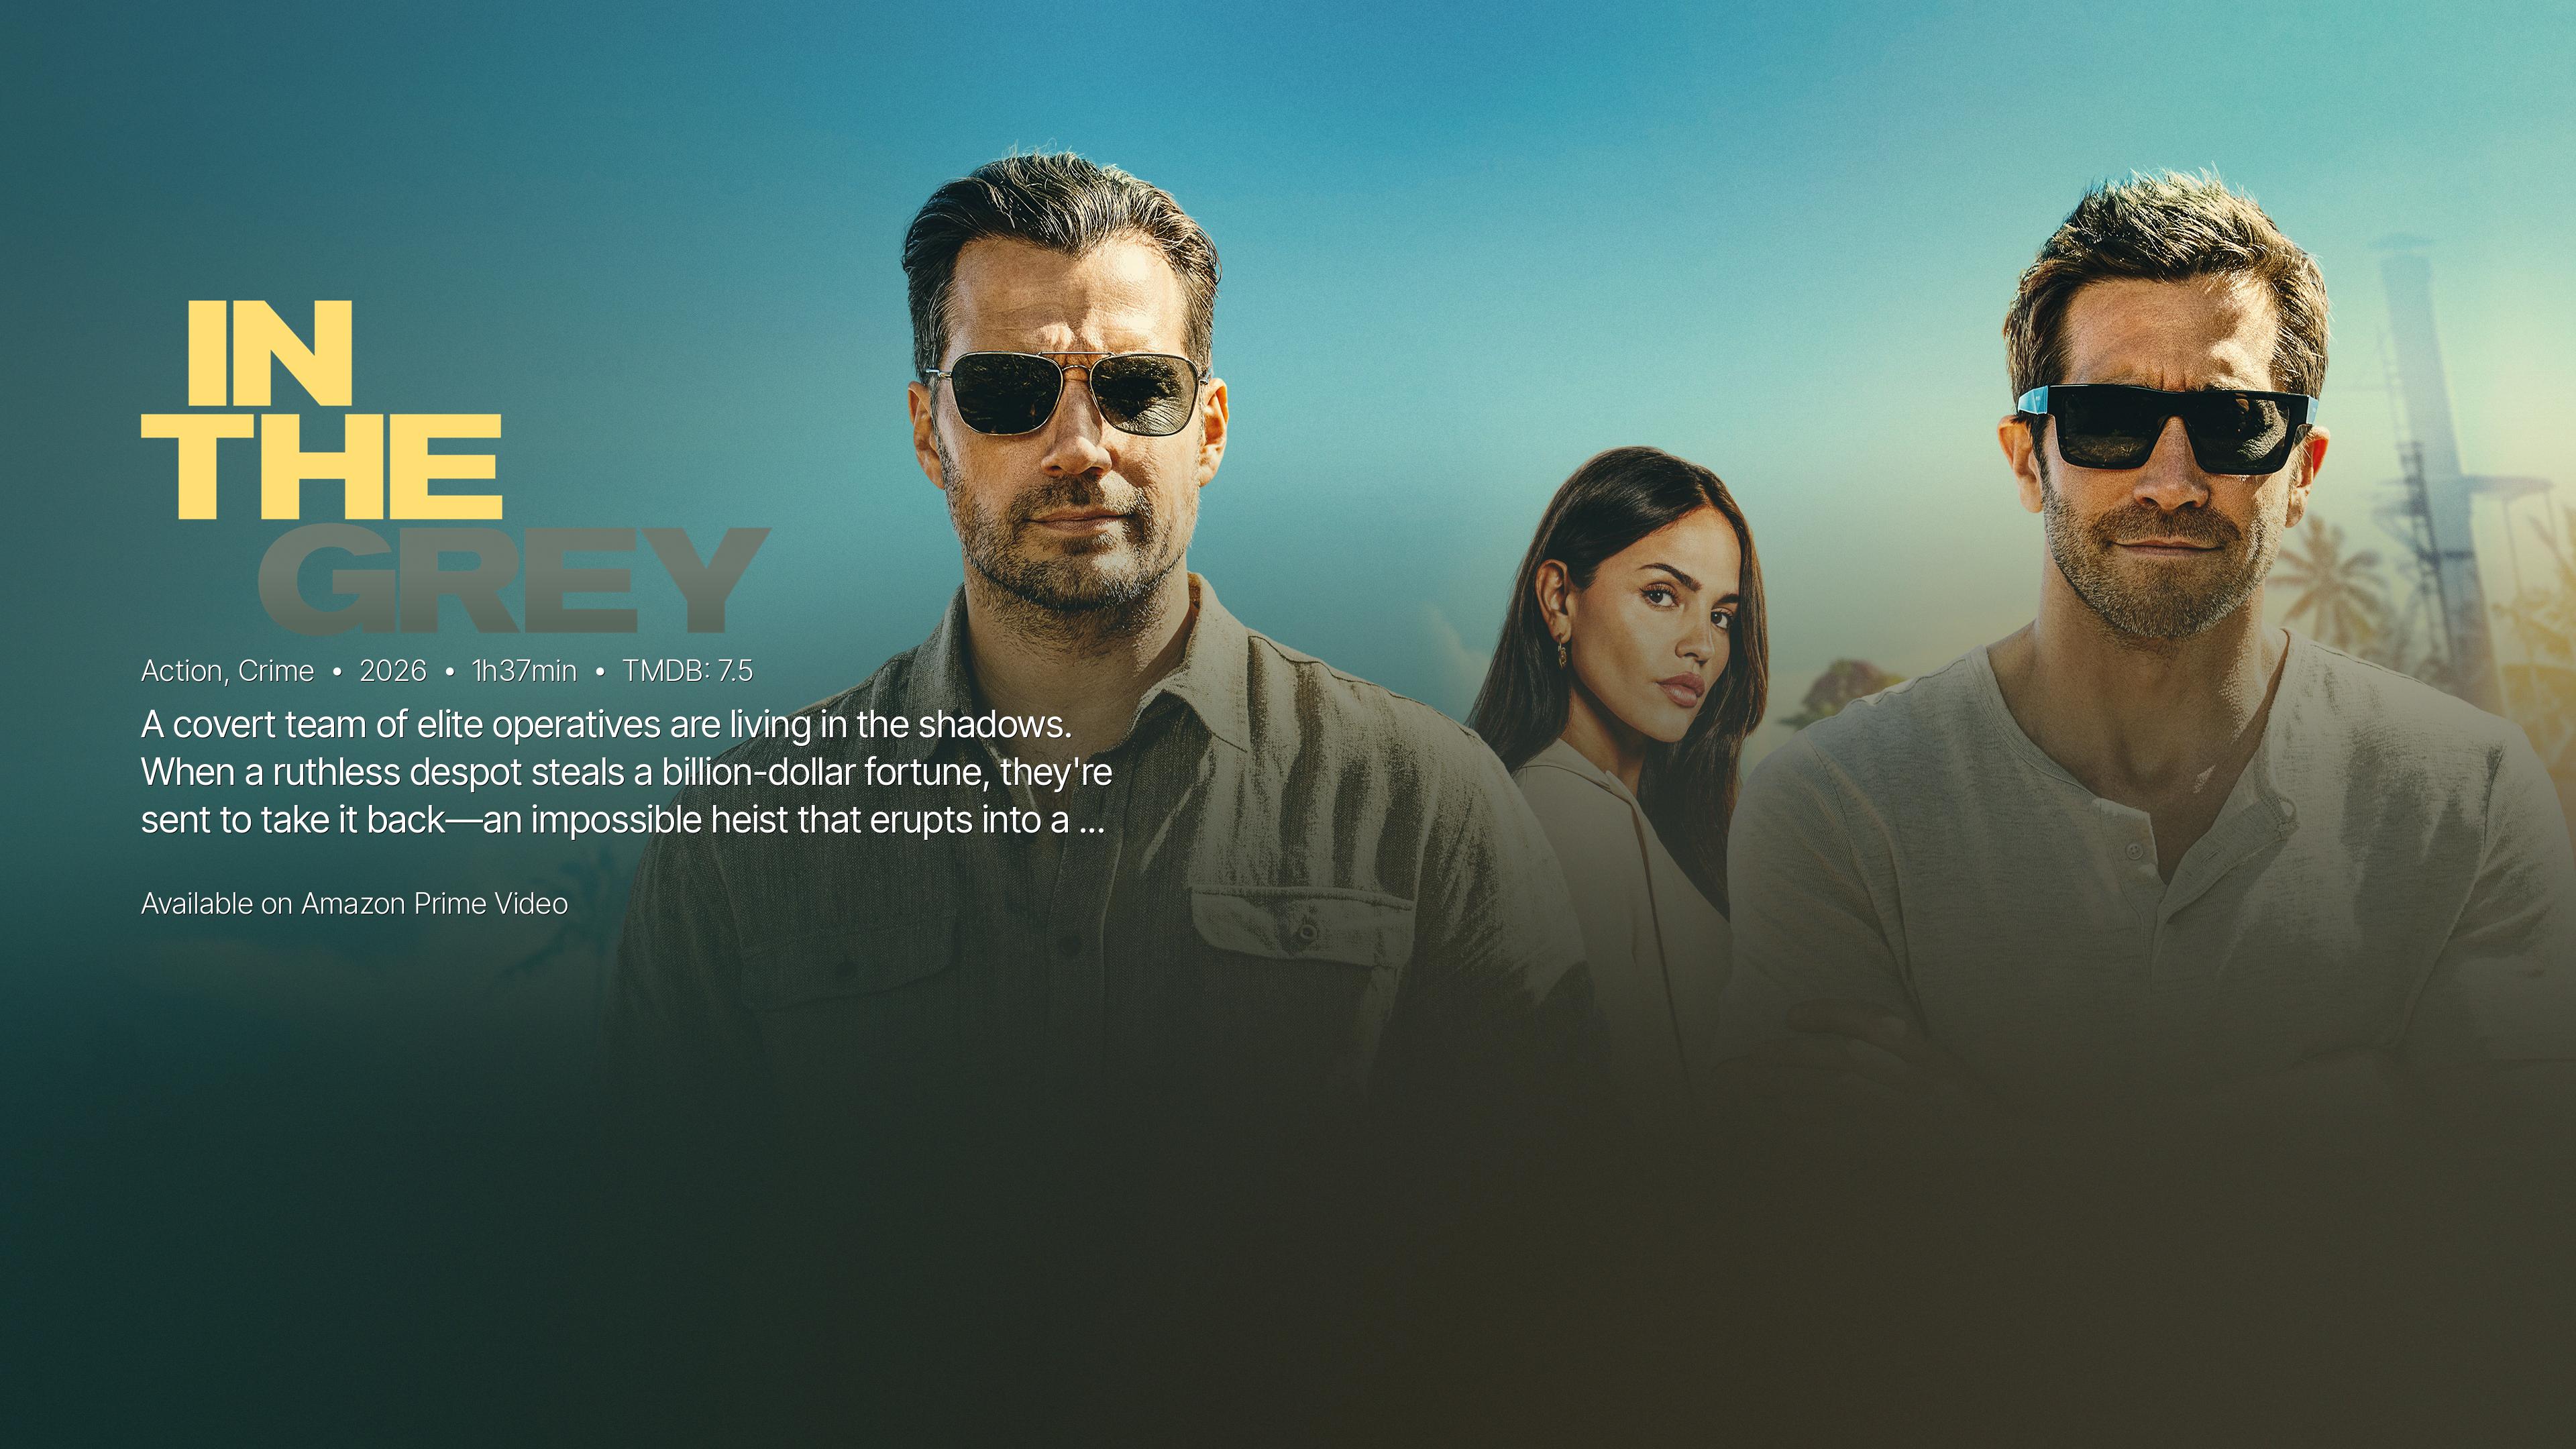 IN
THE
GREY
Action, Crime • 2026 • 1h37min • TMDB: 7.5
A covert team of elite operatives are living in the shadows.
When a ruthless despot steals a billion-dollar fortune, they're
sent to take it back—an impossible heist that erupts into a ...
Available on Amazon Prime Video